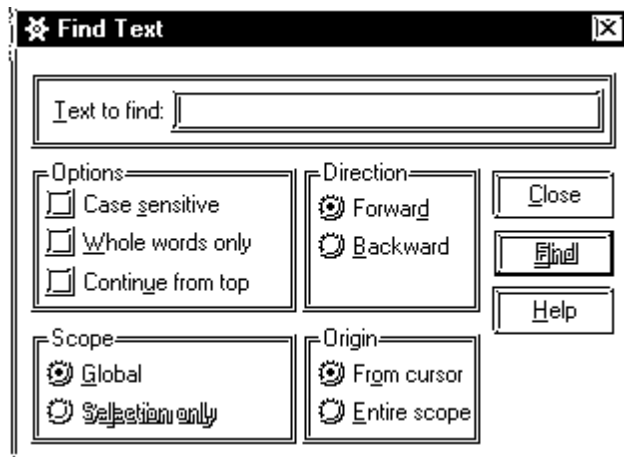 Find Text
Text to find:
Options
Case sensitive
Whole words only
Continue from top
Direction
Forward
Backward
Close
Find
Help
Scope
Global
Selection only
Origin
From cursor
Entire scope